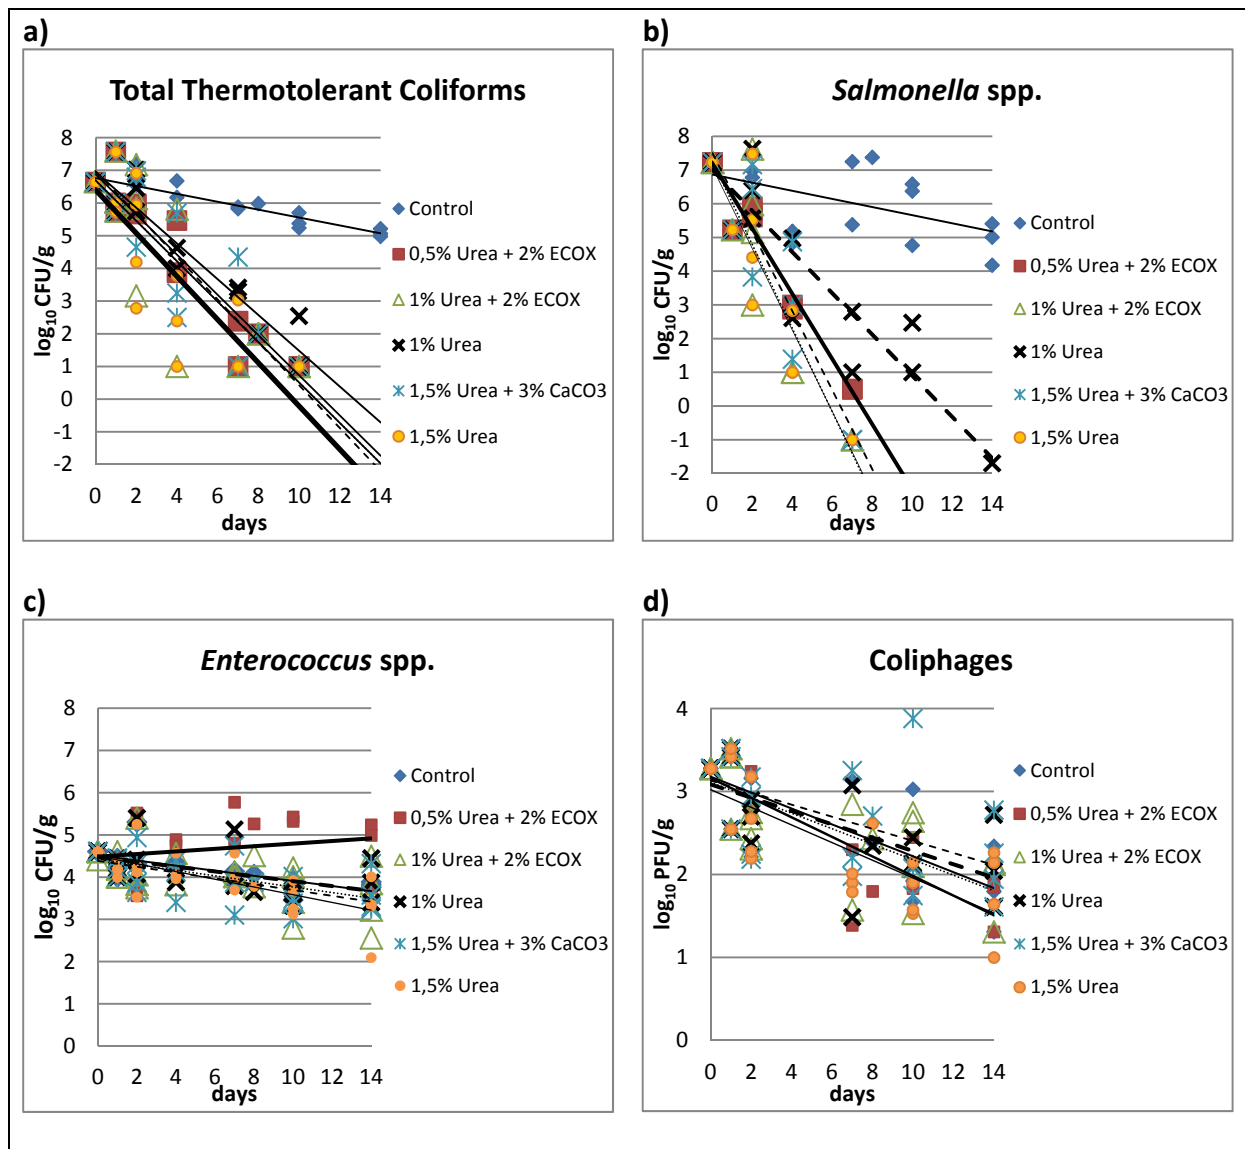 a)
Total Thermotolerant Coliforms
log10 CFU/g
8
7
6
5
4
3
2
1
0
-1
-2
0 2 4 6 8 10 12 14
days
Control
0,5% Urea + 2% ECOX
1% Urea + 2% ECOX
1% Urea
1,5% Urea + 3% CaCO3
1,5% Urea
b)
Salmonella spp.
log10 CFU/g
8
7
6
5
4
3
2
1
0
-1
-2
0 2 4 6 8 10 12 14
days
Control
0,5% Urea + 2% ECOX
1% Urea + 2% ECOX
1% Urea
1,5% Urea + 3% CaCO3
1,5% Urea
c)
Enterococcus spp.
log10 CFU/g
8
7
6
5
4
3
2
1
0
0 2 4 6 8 10 12 14
days
Control
0,5% Urea + 2% ECOX
1% Urea + 2% ECOX
1% Urea
1,5% Urea + 3% CaCO3
1,5% Urea
d)
Coliphages
log10 PFU/g
4
3
2
1
0
0 2 4 6 8 10 12 14
days
Control
0,5% Urea + 2% ECOX
1% Urea + 2% ECOX
1% Urea
1,5% Urea + 3% CaCO3
1,5% Urea